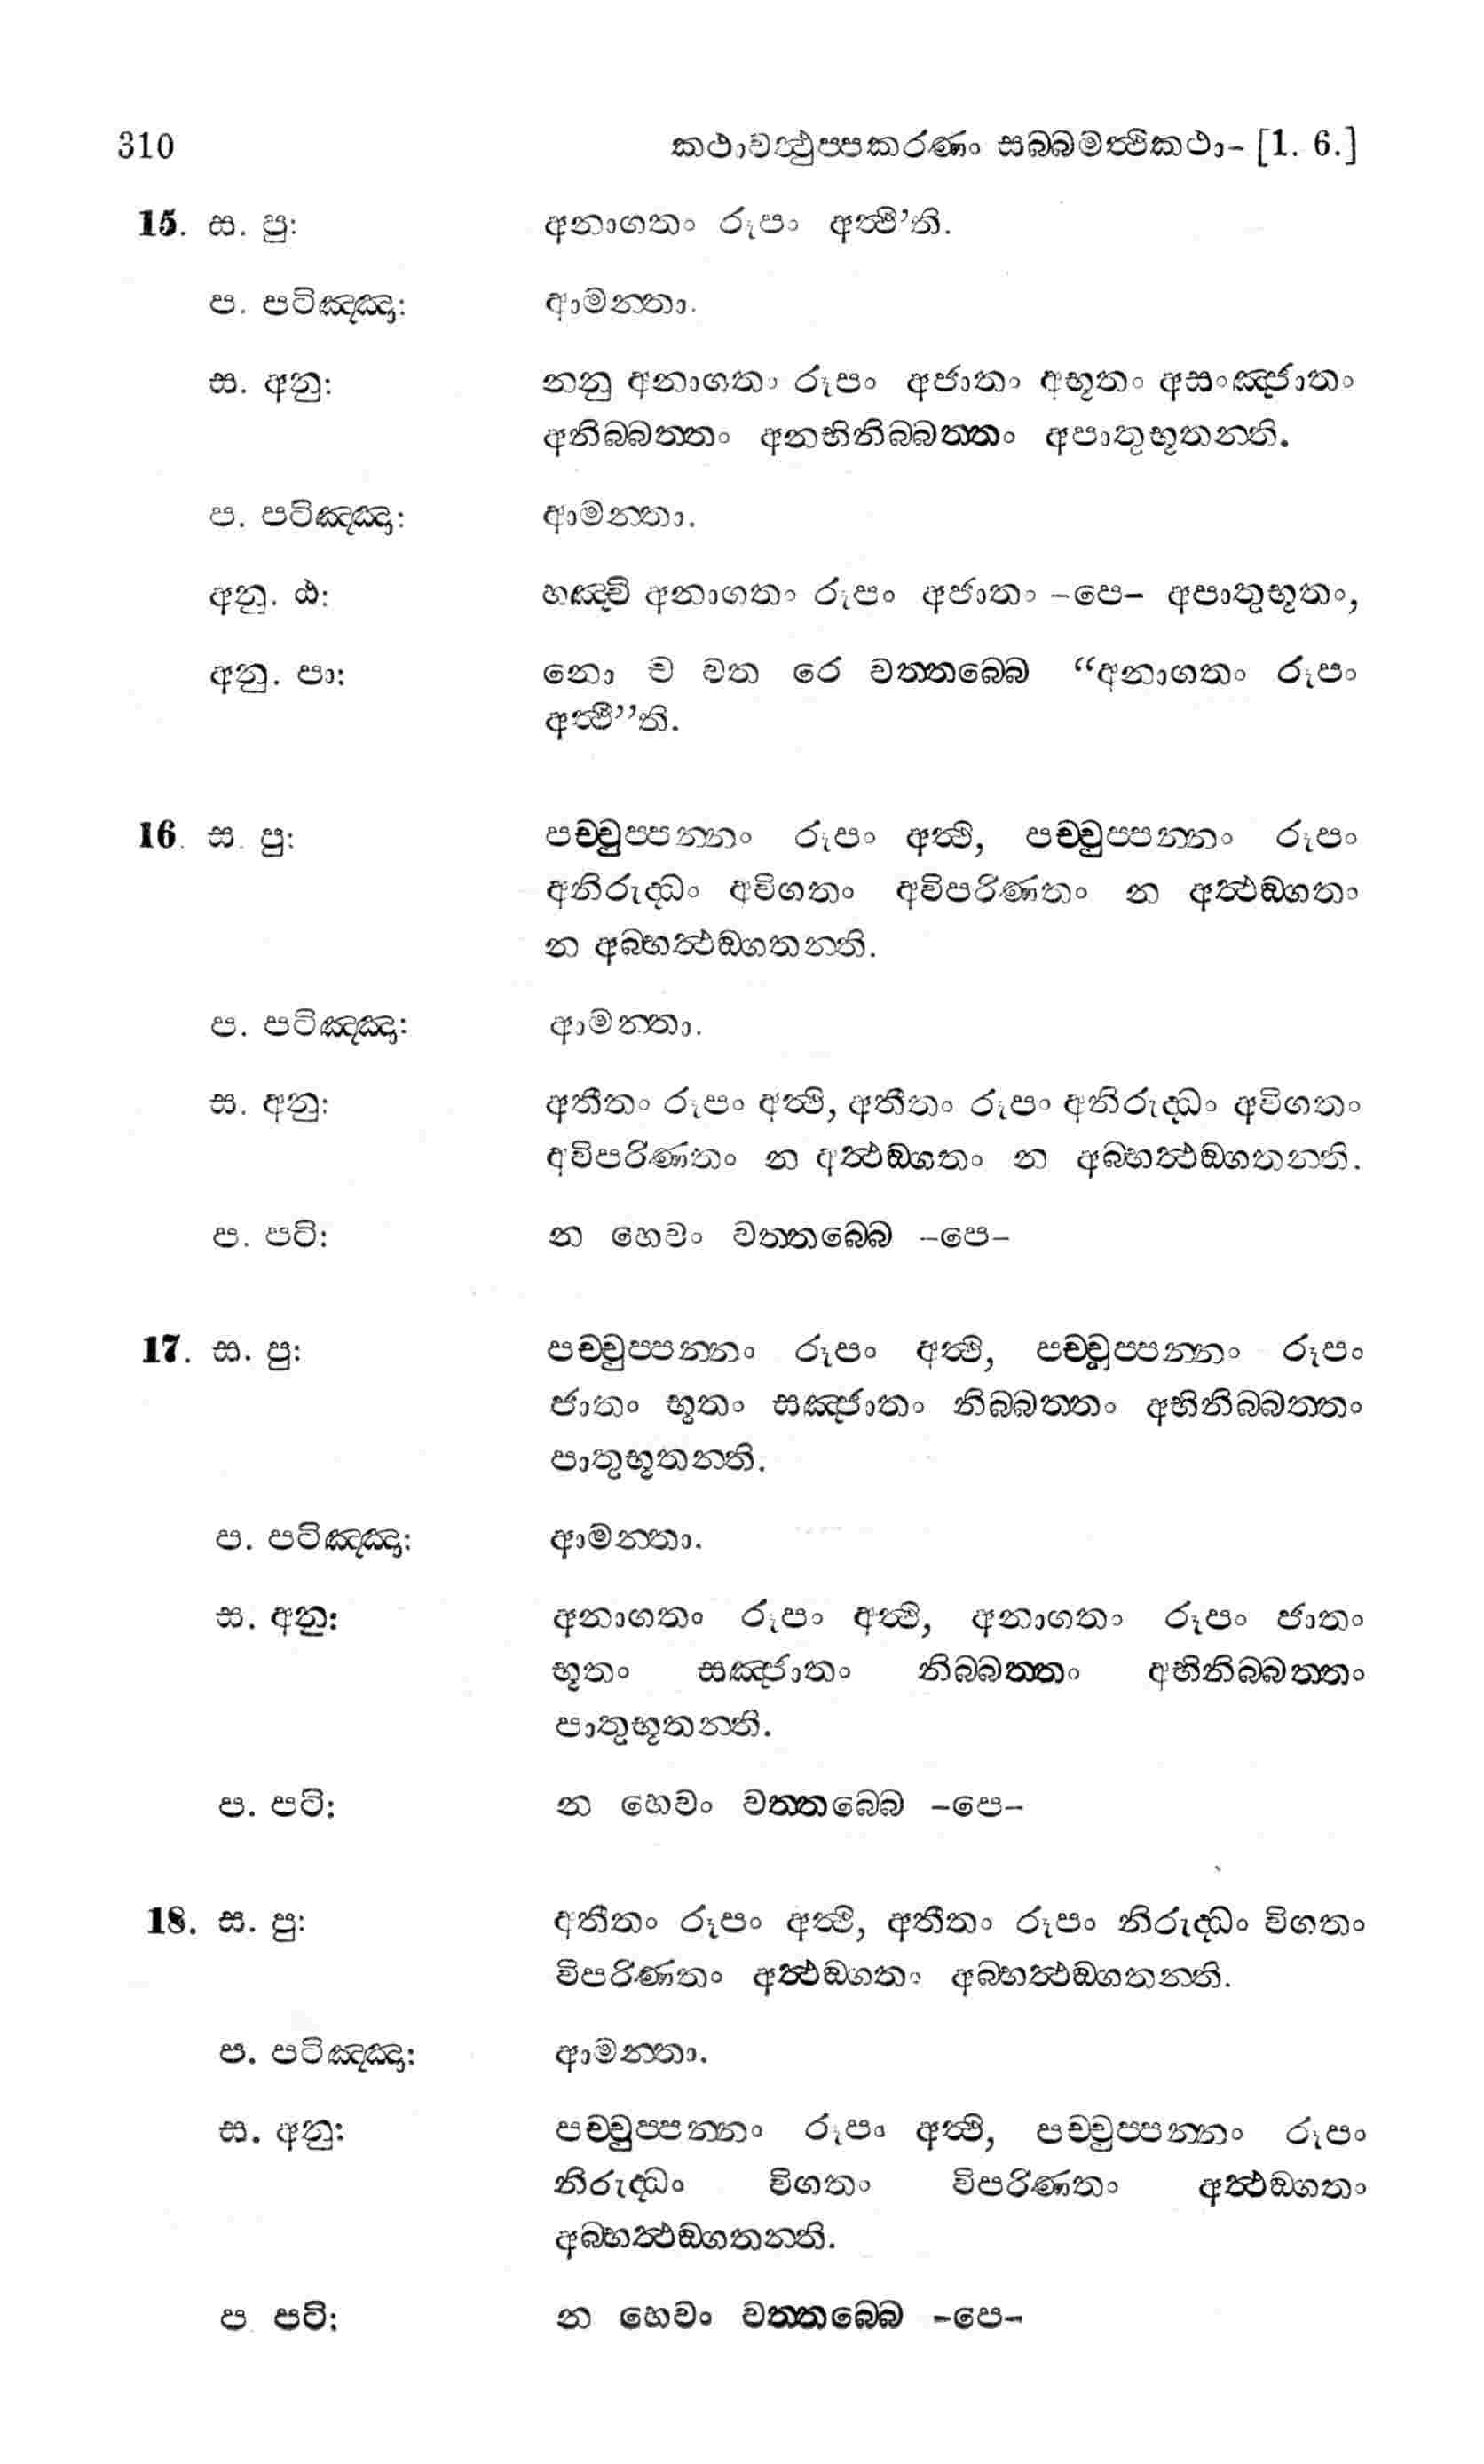 310 කථාවත්‍ථුප්පකරණං සබ්බමත්‍ථිකථා- [1. 6.]
15. ස. පු: අනාගතං රූපං අත්‍ථි’ති.
ප. පටිඤ්ඤා: ආමන්තා.
ස. අනු: නනු අනාගතං රූපං අජාතං අභූතං අසංඤ්ජාතං
අනිබ්බත්තං අනභිනිබ්බත්තං අපාතුභූතන්ති.
ප. පටිඤ්ඤා: ආමන්තා.
අනු. ඨ: හඤ්චි අනාගතං රූපං අජාතං -පෙ- අපාතුභූතං,
අනු. පා: නො ච වත රෙ වත්තබ්බෙ “අනාගතං රූපං
අත්‍ථි”ති.
16. ස. පු: පච්චුප්පන්නං රූපං අත්‍ථි, පච්චුප්පන්නං රූපං
අනිරුද්ධං අවිගතං අවිපරිණතං න අත්‍ථඞ්ගතං
න අබ්භත්‍ථඞ්ගතන්ති.
ප. පටිඤ්ඤා: ආමන්තා.
ස. අනු: අතීතං රූපං අත්‍ථි, අතීතං රූපං අනිරුද්ධං අවිගතං
අවිපරිණතං න අත්‍ථඞ්ගතං න අබ්භත්‍ථඞ්ගතන්ති.
ප. පටි: න හෙවං වත්තබ්බෙ -පෙ-
17. ස. පු: පච්චුප්පන්නං රූපං අත්‍ථි, පච්චුප්පන්නං රූපං
ජාතං භූතං සඤ්ජාතං නිබ්බත්තං අභිනිබ්බත්තං
පාතුභූතන්ති.
ප. පටිඤ්ඤා: ආමන්තා.
ස. අනු: අනාගතං රූපං අත්‍ථි, අනාගතං රූපං ජාතං
භූතං සඤ්ජාතං නිබ්බත්තං අභිනිබ්බත්තං
පාතුභූතන්ති.
ප. පටි: න හෙවං වත්තබ්බෙ -පෙ-
18. ස. පු: අතීතං රූපං අත්‍ථි, අතීතං රූපං නිරුද්ධං විගතං
විපරිණතං අත්‍ථඞ්ගතං අබ්භත්‍ථඞ්ගතන්ති.
ප. පටිඤ්ඤා: ආමන්තා.
ස. අනු: පච්චුප්පන්නං රූපං අත්‍ථි, පච්චුප්පන්නං රූපං
නිරුද්ධං විගතං විපරිණතං අත්‍ථඞ්ගතං
අබ්භත්‍ථඞ්ගතන්ති.
ප. පටි: න හෙවං වත්තබ්බෙ -පෙ-